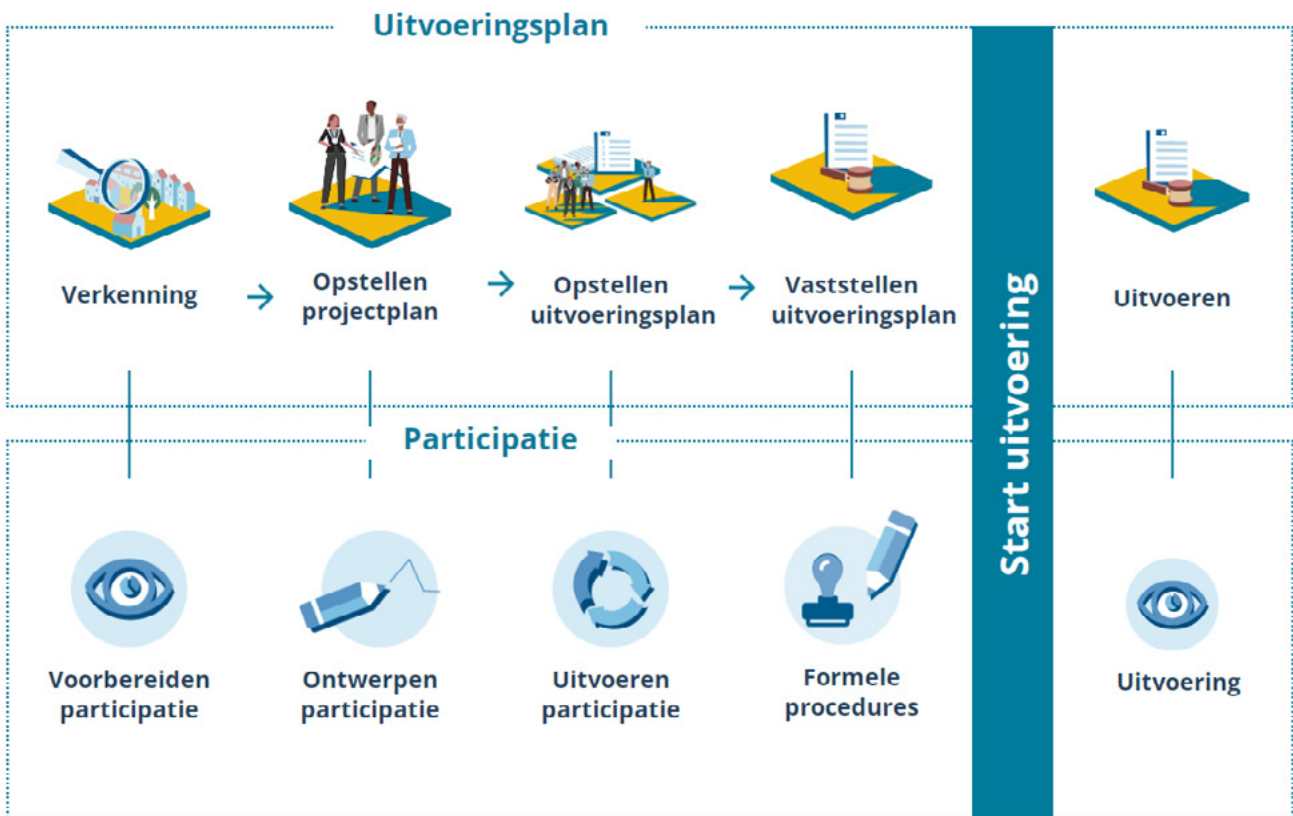 Uitvoeringsplan
Verkenning
Opstellen
projectplan
Opstellen
uitvoeringsplan
Vaststellen
uitvoeringsplan
Start uitvoering
Uitvoeren
Participatie
Voorbereiden
participatie
Ontwerpen
participatie
Uitvoeren
participatie
Formele
procedures
Uitvoering